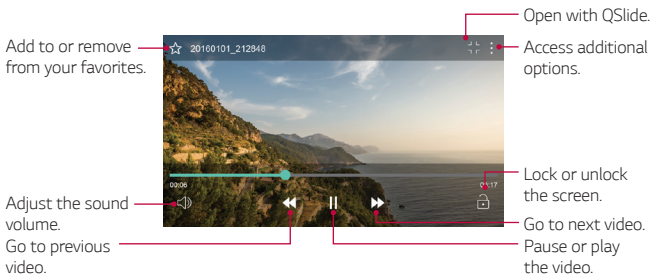 Open with QSlide.
Add to or remove
from your favorites.
20160101_212848
Access additional
options.
00:06
00:17
Lock or unlock
the screen.
Adjust the sound
volume.
Go to next video.
Go to previous
video.
Pause or play
the video.